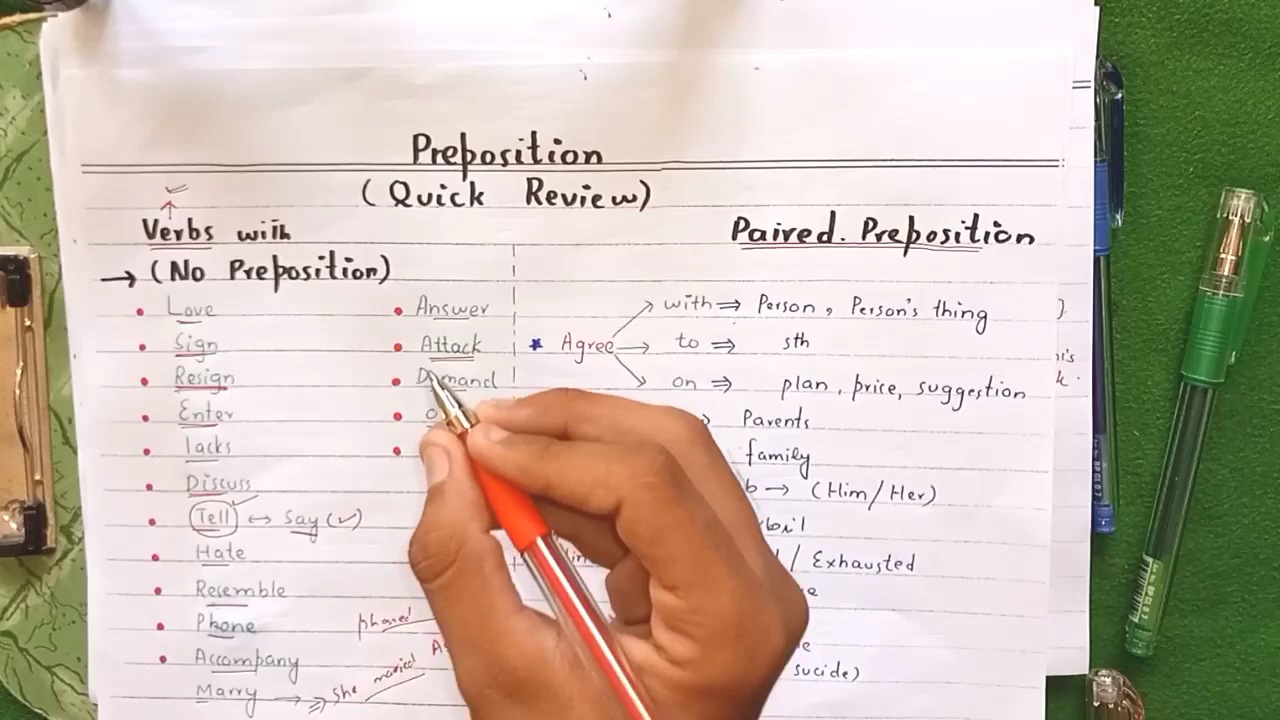 Preposition
(Quick Review)
Verbs with
→ (No Preposition)
• Love
• Sign
• Resign
• Enter
• lacks
• Discuss
• Tell ↔ Say (✓)
• Hate
• Resemble
• Phone
phoned
• Accompany
Marry → ⇒ She married
• Answer
• Attack
• Demand
Paired. Preposition
★ Agree → with ⇒ Person, Person's thing
→ to ⇒ sth
→ on ⇒ plan, price, suggestion
Parents
family
b → (Him/Her)
/ Exhausted
sucide)